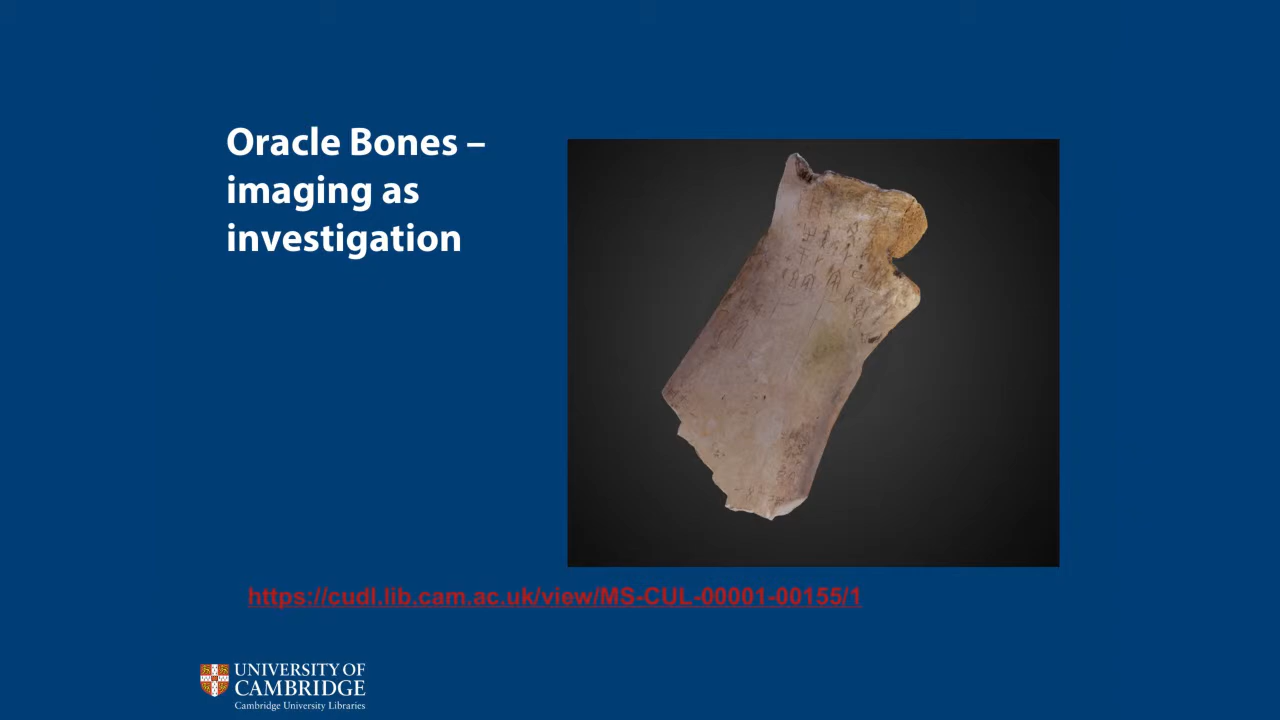 Oracle Bones –
imaging as
investigation
https://cudl.lib.cam.ac.uk/view/MS-CUL-00001-00155/1
UNIVERSITY OF
CAMBRIDGE
Cambridge University Libraries